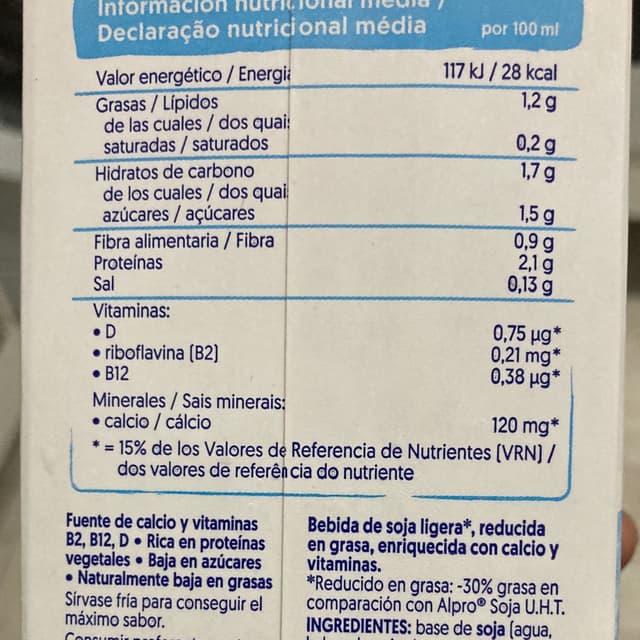 Información nutricional media /
Declaração nutricional média
por 100 ml
Valor energético / Energia
117 kJ / 28 kcal
Grasas / Lípidos
1,2 g
de las cuales / dos quais
saturadas / saturados
0,2 g
Hidratos de carbono
1,7 g
de los cuales / dos quai
azúcares / açúcares
1,5 g
Fibra alimentaria / Fibra
0,9 g
Proteínas
2,1 g
Sal
0,13 g
Vitaminas:
• D
0,75 µg*
• riboflavina (B2)
0,21 mg*
• B12
0,38 µg*
Minerales / Sais minerais:
• calcio / cálcio
120 mg*
* = 15% de los Valores de Referencia de Nutrientes (VRN) /
dos valores de referência do nutriente
Fuente de calcio y vitaminas
B2, B12, D • Rica en proteínas
vegetales • Baja en azúcares
• Naturalmente baja en grasas
Sírvase fría para conseguir el
máximo sabor.
Bebida de soja ligera*, reducida
en grasa, enriquecida con calcio y
vitaminas.
*Reducido en grasa: -30% grasa en
comparación con Alpro® Soja U.H.T.
INGREDIENTES: base de soja (agua,